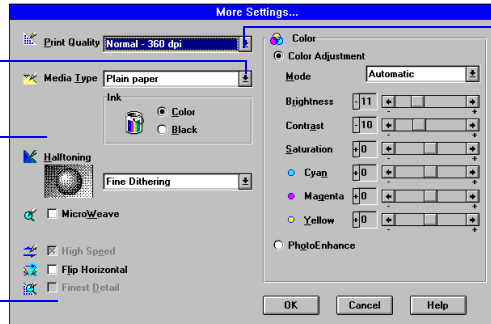 More Settings...
Print Quality Normal - 360 dpi
Media Type Plain paper
Ink
Color
Black
Halftoning
Fine Dithering
MicroWeave
High Speed
Flip Horizontal
Finest Detail
Color
Color Adjustment
Mode Automatic
Brightness -11
- +
Contrast -10
- +
Saturation +0
- +
Cyan +0
- +
Magenta +0
- +
Yellow +0
- +
PhotoEnhance
OK Cancel Help